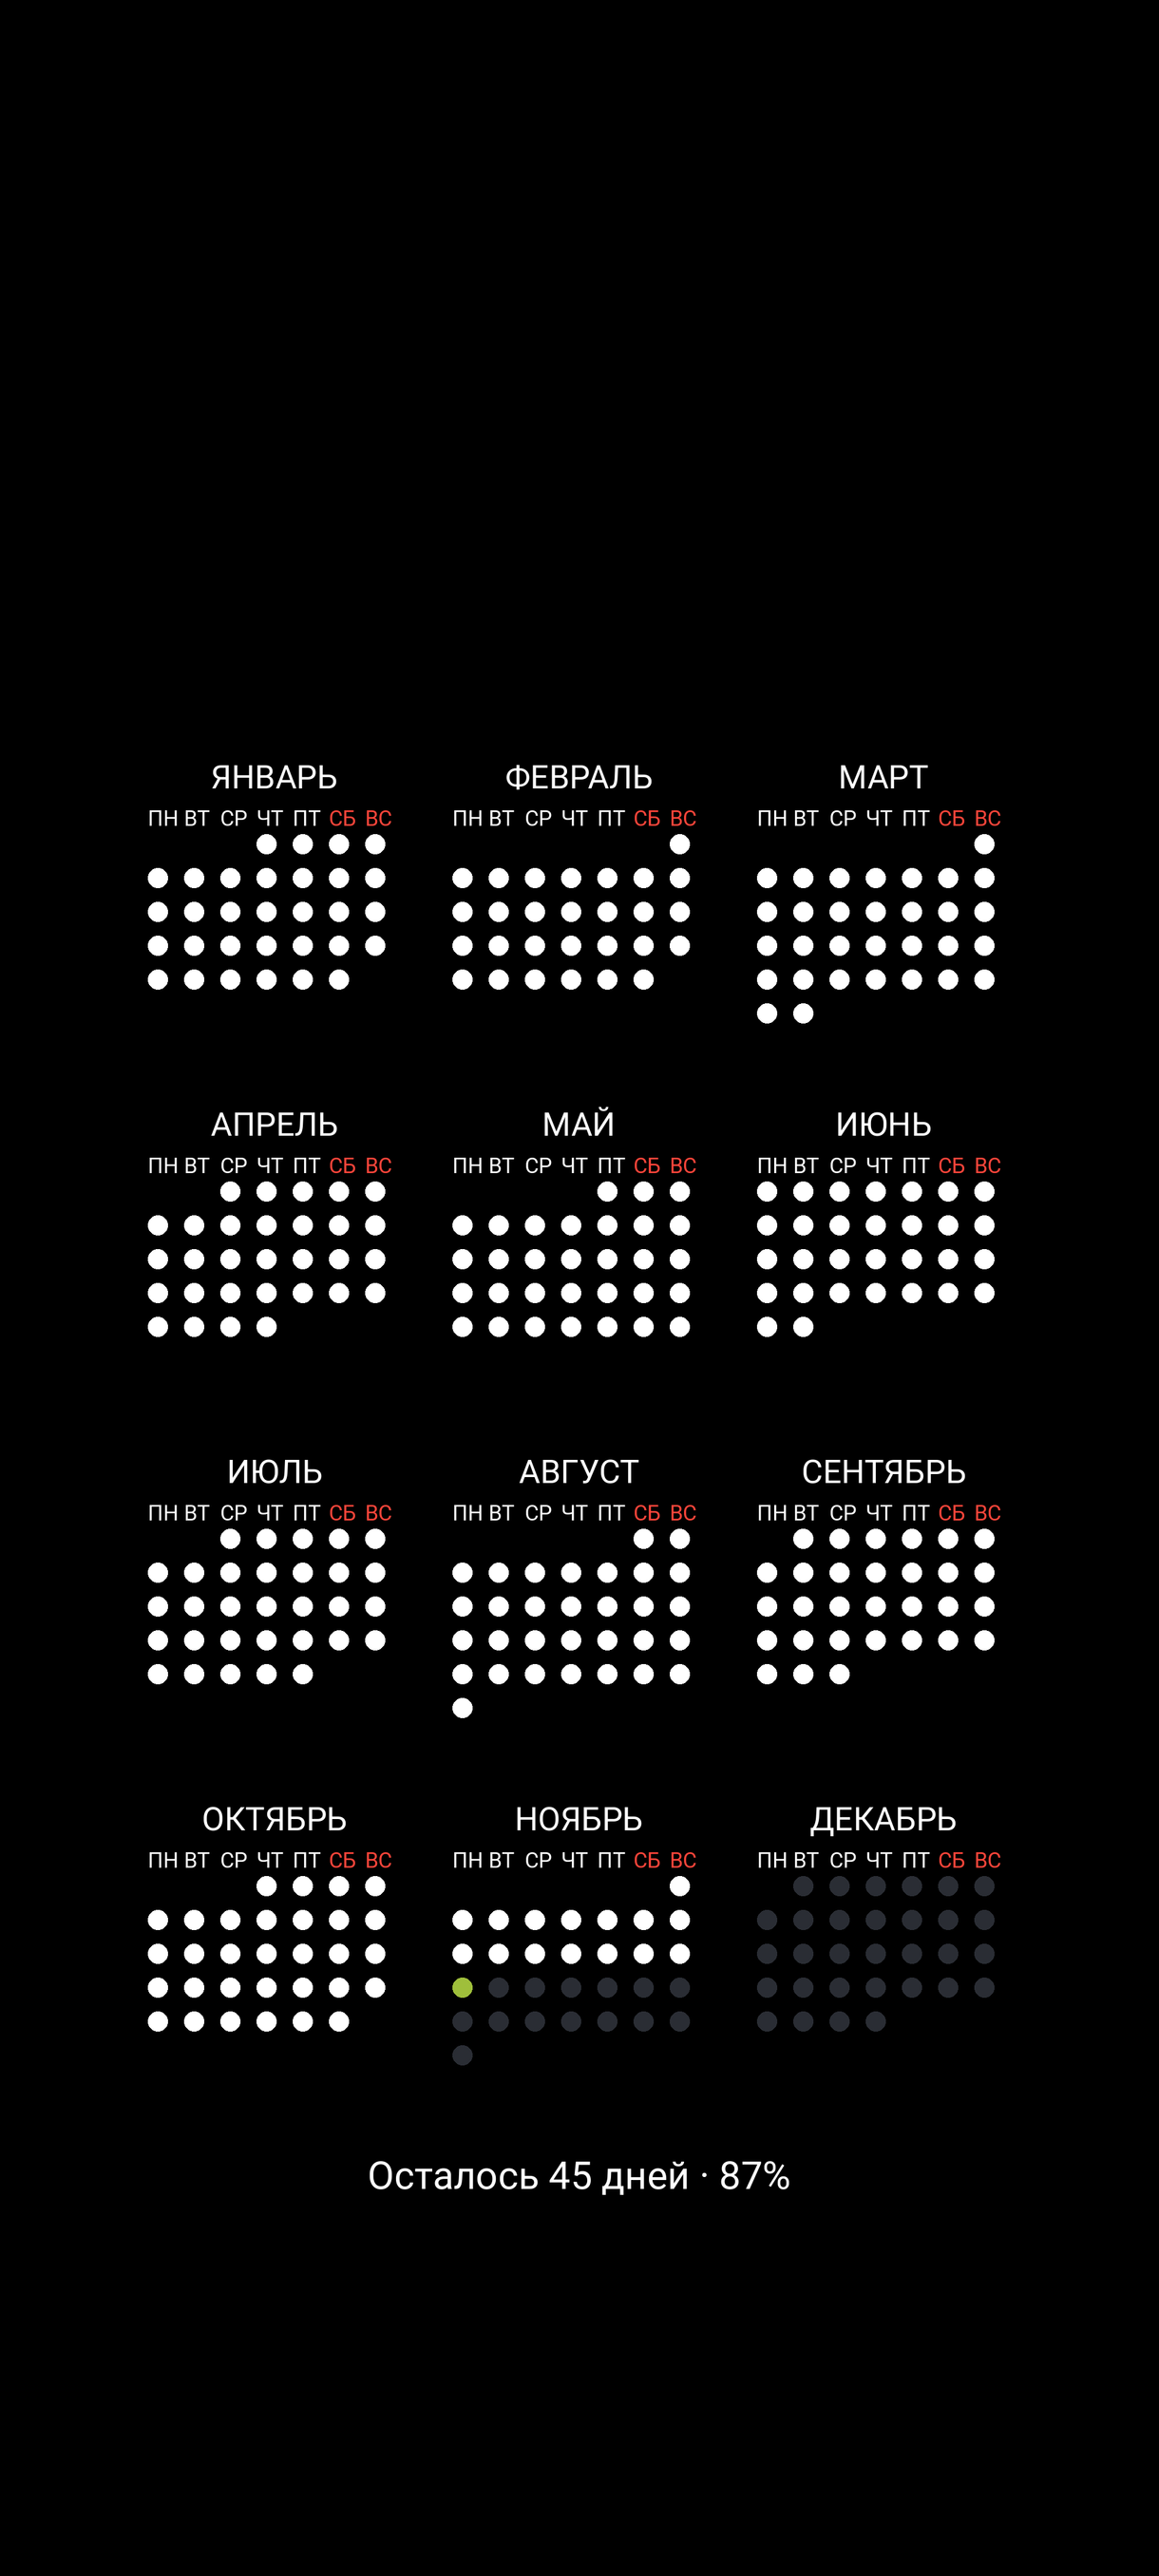 ЯНВАРЬ ФЕВРАЛЬ МАРТ
ПН ВТ СР ЧТ ПТ СБ ВС ПН ВТ СР ЧТ ПТ СБ ВС ПН ВТ СР ЧТ ПТ СБ ВС
АПРЕЛЬ МАЙ ИЮНЬ
ПН ВТ СР ЧТ ПТ СБ ВС ПН ВТ СР ЧТ ПТ СБ ВС ПН ВТ СР ЧТ ПТ СБ ВС
ИЮЛЬ АВГУСТ СЕНТЯБРЬ
ПН ВТ СР ЧТ ПТ СБ ВС ПН ВТ СР ЧТ ПТ СБ ВС ПН ВТ СР ЧТ ПТ СБ ВС
ОКТЯБРЬ НОЯБРЬ ДЕКАБРЬ
ПН ВТ СР ЧТ ПТ СБ ВС ПН ВТ СР ЧТ ПТ СБ ВС ПН ВТ СР ЧТ ПТ СБ ВС
Осталось 45 дней · 87%